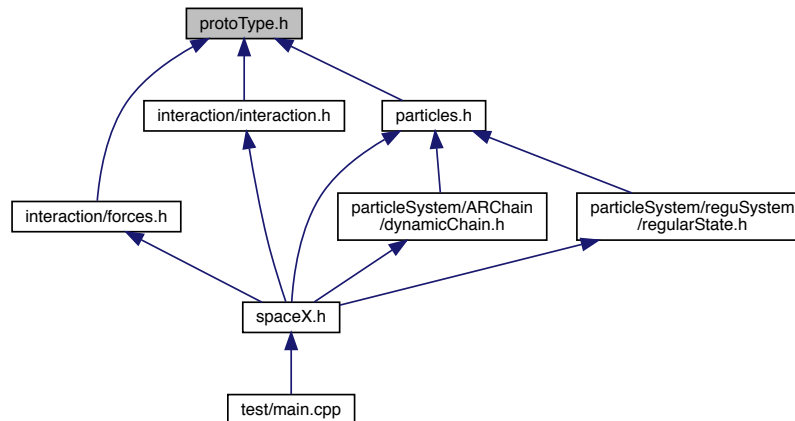 protoType.h
interaction/interaction.h
particles.h
interaction/forces.h
particleSystem/ARChain
/dynamicChain.h
particleSystem/reguSystem
/regularState.h
spaceX.h
test/main.cpp